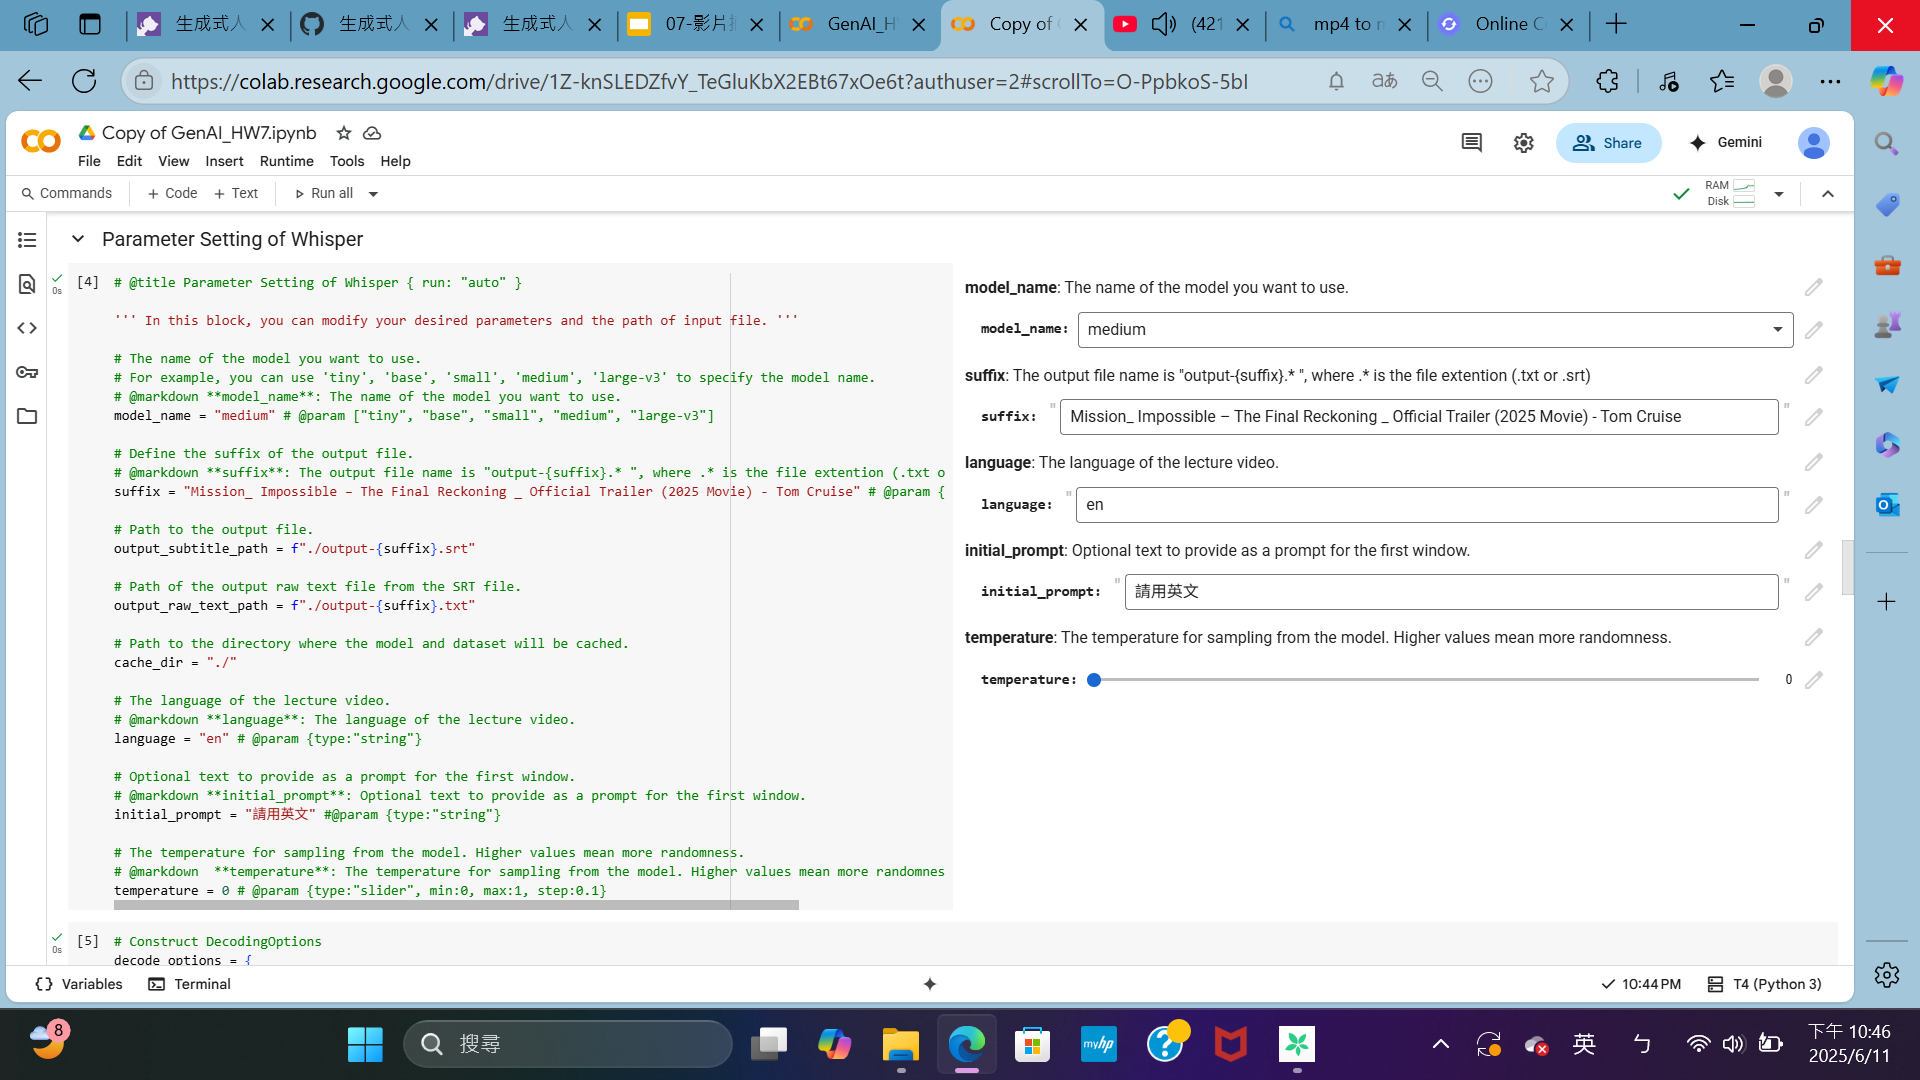 生成式人
生成式人
生成式人
07-影片扌
GenAI_H
Copy of
(421
mp4 to m
Online C
https://colab.research.google.com/drive/1Z-knSLEDZfvY_TeGluKbX2EBt67xOe6t?authuser=2#scrollTo=O-PpbkoS-5bI
aあ
Copy of GenAI_HW7.ipynb
File Edit View Insert Runtime Tools Help
Share
Gemini
Commands + Code + Text Run all
RAM
Disk
Parameter Setting of Whisper
0s
[4] # @title Parameter Setting of Whisper { run: "auto" }
''' In this block, you can modify your desired parameters and the path of input file. '''
# The name of the model you want to use.
# For example, you can use 'tiny', 'base', 'small', 'medium', 'large-v3' to specify the model name.
# @markdown **model_name**: The name of the model you want to use.
model_name = "medium" # @param ["tiny", "base", "small", "medium", "large-v3"]
# Define the suffix of the output file.
# @markdown **suffix**: The output file name is "output-{suffix}.* ", where .* is the file extention (.txt o
suffix = "Mission_ Impossible – The Final Reckoning _ Official Trailer (2025 Movie) - Tom Cruise" # @param {
# Path to the output file.
output_subtitle_path = f"./output-{suffix}.srt"
# Path of the output raw text file from the SRT file.
output_raw_text_path = f"./output-{suffix}.txt"
# Path to the directory where the model and dataset will be cached.
cache_dir = "./"
# The language of the lecture video.
# @markdown **language**: The language of the lecture video.
language = "en" # @param {type:"string"}
# Optional text to provide as a prompt for the first window.
# @markdown **initial_prompt**: Optional text to provide as a prompt for the first window.
initial_prompt = "請用英文" #@param {type:"string"}
# The temperature for sampling from the model. Higher values mean more randomness.
# @markdown  **temperature**: The temperature for sampling from the model. Higher values mean more randomnes
temperature = 0 # @param {type:"slider", min:0, max:1, step:0.1}
model_name: The name of the model you want to use.
model_name: medium
suffix: The output file name is "output-{suffix}.* ", where .* is the file extention (.txt or .srt)
suffix: " Mission_ Impossible – The Final Reckoning _ Official Trailer (2025 Movie) - Tom Cruise "
language: The language of the lecture video.
language: " en "
initial_prompt: Optional text to provide as a prompt for the first window.
initial_prompt: " 請用英文 "
temperature: The temperature for sampling from the model. Higher values mean more randomness.
temperature: 0
0s
[5] # Construct DecodingOptions
decode_options = {
Variables Terminal
10:44 PM T4 (Python 3)
8
搜尋
myhp
英
ㄅ
下午 10:46
2025/6/11